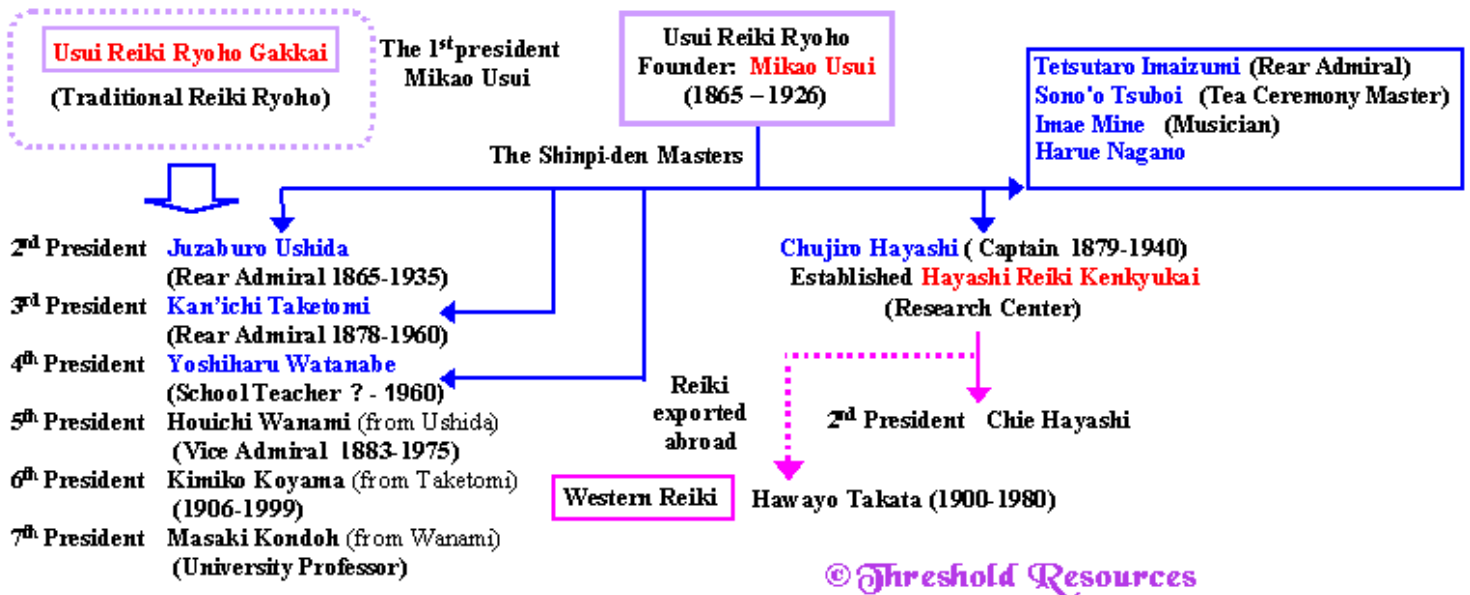 Usui Reiki Ryoho Gakkai
(Traditional Reiki Ryoho)
The 1st president
Mikao Usui
Usui Reiki Ryoho
Founder: Mikao Usui
(1865 – 1926)
Tetsutaro Imaizumi (Rear Admiral)
Sono'o Tsuboi (Tea Ceremony Master)
Imae Mine (Musician)
Harue Nagano
The Shinpi-den Masters
2nd President Juzaburo Ushida
(Rear Admiral 1865-1935)
3rd President Kan'ichi Taketomi
(Rear Admiral 1878-1960)
4th President Yoshiharu Watanabe
(School Teacher ? - 1960)
5th President Houichi Wanami (from Ushida)
(Vice Admiral 1883-1975)
6th President Kimiko Koyama (from Taketomi)
(1906-1999)
7th President Masaki Kondoh (from Wanami)
(University Professor)
Chujiro Hayashi ( Captain 1879-1940)
Established Hayashi Reiki Kenkyukai
(Research Center)
Reiki
exported
abroad
2nd President Chie Hayashi
Western Reiki
Hawayo Takata (1900-1980)
© Threshold Resources